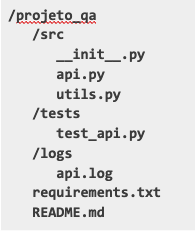 /projeto_qa
/src
__init__.py
api.py
utils.py
/tests
test_api.py
/logs
api.log
requirements.txt
README.md